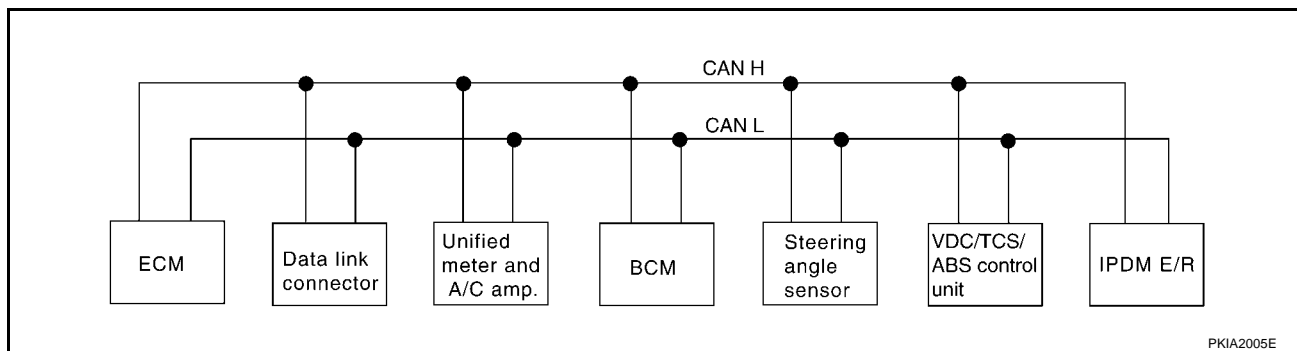 CAN H
CAN L
ECM
Data link
connector
Unified
meter and
A/C amp.
BCM
Steering
angle
sensor
VDC/TCS/
ABS control
unit
IPDM E/R
PKIA2005E